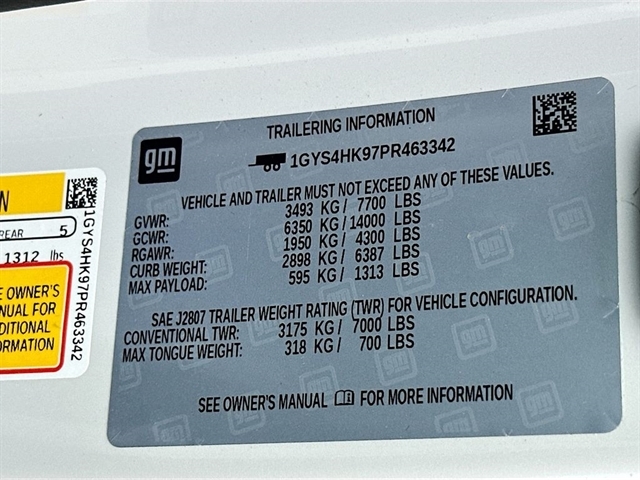 TRAILERING INFORMATION
gm
1GYS4HK97PR463342
VEHICLE AND TRAILER MUST NOT EXCEED ANY OF THESE VALUES.
GVWR: 3493 KG / 7700 LBS
GCWR: 6350 KG / 14000 LBS
RGAWR: 1950 KG / 4300 LBS
CURB WEIGHT: 2898 KG / 6387 LBS
MAX PAYLOAD: 595 KG / 1313 LBS
SAE J2807 TRAILER WEIGHT RATING (TWR) FOR VEHICLE CONFIGURATION.
CONVENTIONAL TWR: 3175 KG / 7000 LBS
MAX TONGUE WEIGHT: 318 KG / 700 LBS
SEE OWNER'S MANUAL FOR MORE INFORMATION
N
REAR 5
1312 lbs
1GYS4HK97PR463342
E OWNER'S
NUAL FOR
DITIONAL
ORMATION